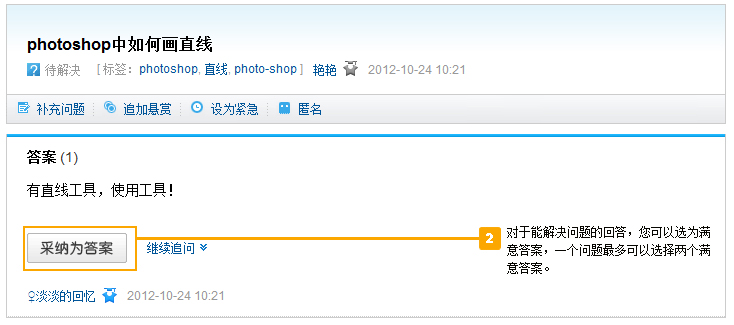 photoshop中如何画直线
待解决 [ 标签: photoshop, 直线, photo-shop ] 艳艳 2012-10-24 10:21
补充问题 追加悬赏 设为紧急 匿名
答案 (1)
有直线工具，使用工具！
采纳为答案 继续追问
2
对于能解决问题的回答，您可以选为满
意答案，一个问题最多可以选择两个满
意答案。
♀淡淡的回忆 2012-10-24 10:21